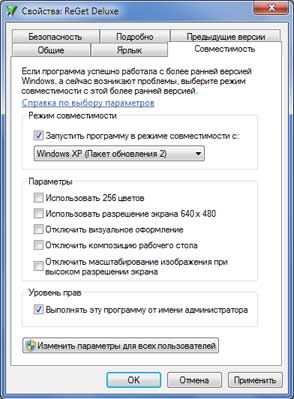 Свойства: ReGet Deluxe
Безопасность Подробно Предыдущие версии
Общие Ярлык Совместимость
Если программа успешно работала с более ранней версией
Windows, а сейчас возникают проблемы, выберите режим
совместимости с этой более ранней версией.
Справка по выбору параметров
Режим совместимости
Запустить программу в режиме совместимости с:
Windows XP (Пакет обновления 2)
Параметры
Использовать 256 цветов
Использовать разрешение экрана 640 x 480
Отключить визуальное оформление
Отключить композицию рабочего стола
Отключить масштабирование изображения при
высоком разрешении экрана
Уровень прав
Выполнять эту программу от имени администратора
Изменить параметры для всех пользователей
OK Отмена Применить